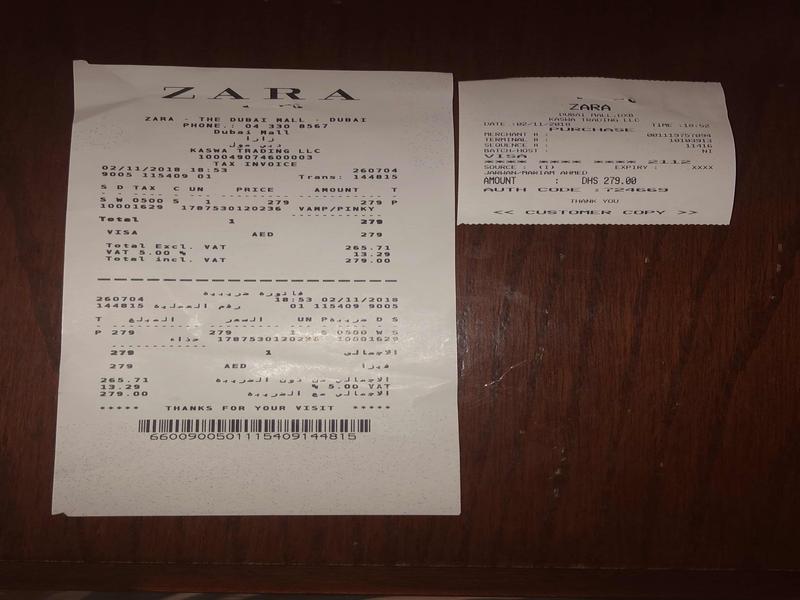 ZARA
ZARA - THE DUBAI MALL - DUBAI
PHONE.: 04 330 8567
Dubai Mall
زارا
دبي مول
KASWA TRADING LLC
100049074600003
TAX INVOICE
02/11/2018 18:53 260704
9005 115409 01 Trans: 144815
S D TAX C UN PRICE AMOUNT T
S W 0500 S 1 279 279 P
10001629 1787530120236 VAMP/PINKY
Total 1 279
VISA AED 279
Total Excl. VAT 265.71
VAT 5.00 % 13.29
Total incl. VAT 279.00
فاتورة ضريبية
260704 18:53 02/11/2018
144815 رقم العملية 01 115409 9005
T المبلغ السعر UN ضريبة D S
P 279 279 1 S 0500 W S
حذاء 1787530120236 10001629
279 1 الاجمالي
279 AED فيزا
265.71 الاجمالي من دون الضريبة
13.29 % 5.00 VAT
279.00 الاجمالي مع الضريبة
***** THANKS FOR YOUR VISIT *****
66009005011115409144815
ZARA
DUBAI MALL,DXB
KASWA TRADING LLC
DATE :02/11/2018 TIME :18:52
PURCHASE
MERCHANT # : 001119757094
TERMINAL # : 10103913
SEQUENCE # : 11416
BATCH-HOST : NI
VISA
**** **** **** 2112
SOURCE : (1) EXPIRY : XXXX
JARWAN-MARIAM AHMED
AMOUNT : DHS 279.00
AUTH CODE :724669
THANK YOU
<< CUSTOMER COPY >>